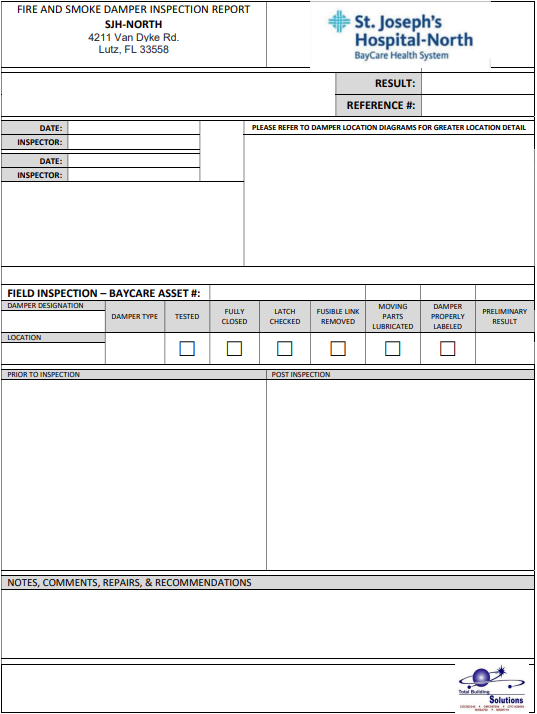 FIRE AND SMOKE DAMPER INSPECTION REPORT
SJH-NORTH
4211 Van Dyke Rd.
Lutz, FL 33558
St. Joseph's
Hospital-North
BayCare Health System
RESULT:
REFERENCE #:
DATE:
INSPECTOR:
DATE:
INSPECTOR:
PLEASE REFER TO DAMPER LOCATION DIAGRAMS FOR GREATER LOCATION DETAIL
FIELD INSPECTION – BAYCARE ASSET #:
DAMPER DESIGNATION
DAMPER TYPE
TESTED
FULLY
CLOSED
LATCH
CHECKED
FUSIBLE LINK
REMOVED
MOVING
PARTS
LUBRICATED
DAMPER
PROPERLY
LABELED
PRELIMINARY
RESULT
LOCATION
PRIOR TO INSPECTION
POST INSPECTION
NOTES, COMMENTS, REPAIRS, & RECOMMENDATIONS
Total Building
Solutions